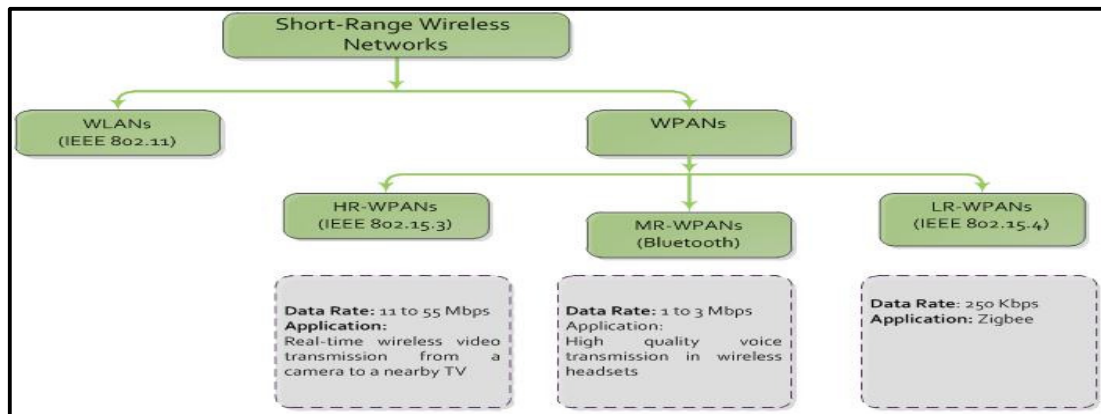 Short-Range Wireless
Networks
WLANs
(IEEE 802.11)
WPANs
HR-WPANs
(IEEE 802.15.3)
MR-WPANs
(Bluetooth)
LR-WPANs
(IEEE 802.15.4)
Data Rate: 11 to 55 Mbps
Application:
Real-time wireless video
transmission from a
camera to a nearby TV
Data Rate: 1 to 3 Mbps
Application:
High quality voice
transmission in wireless
headsets
Data Rate: 250 Kbps
Application: Zigbee